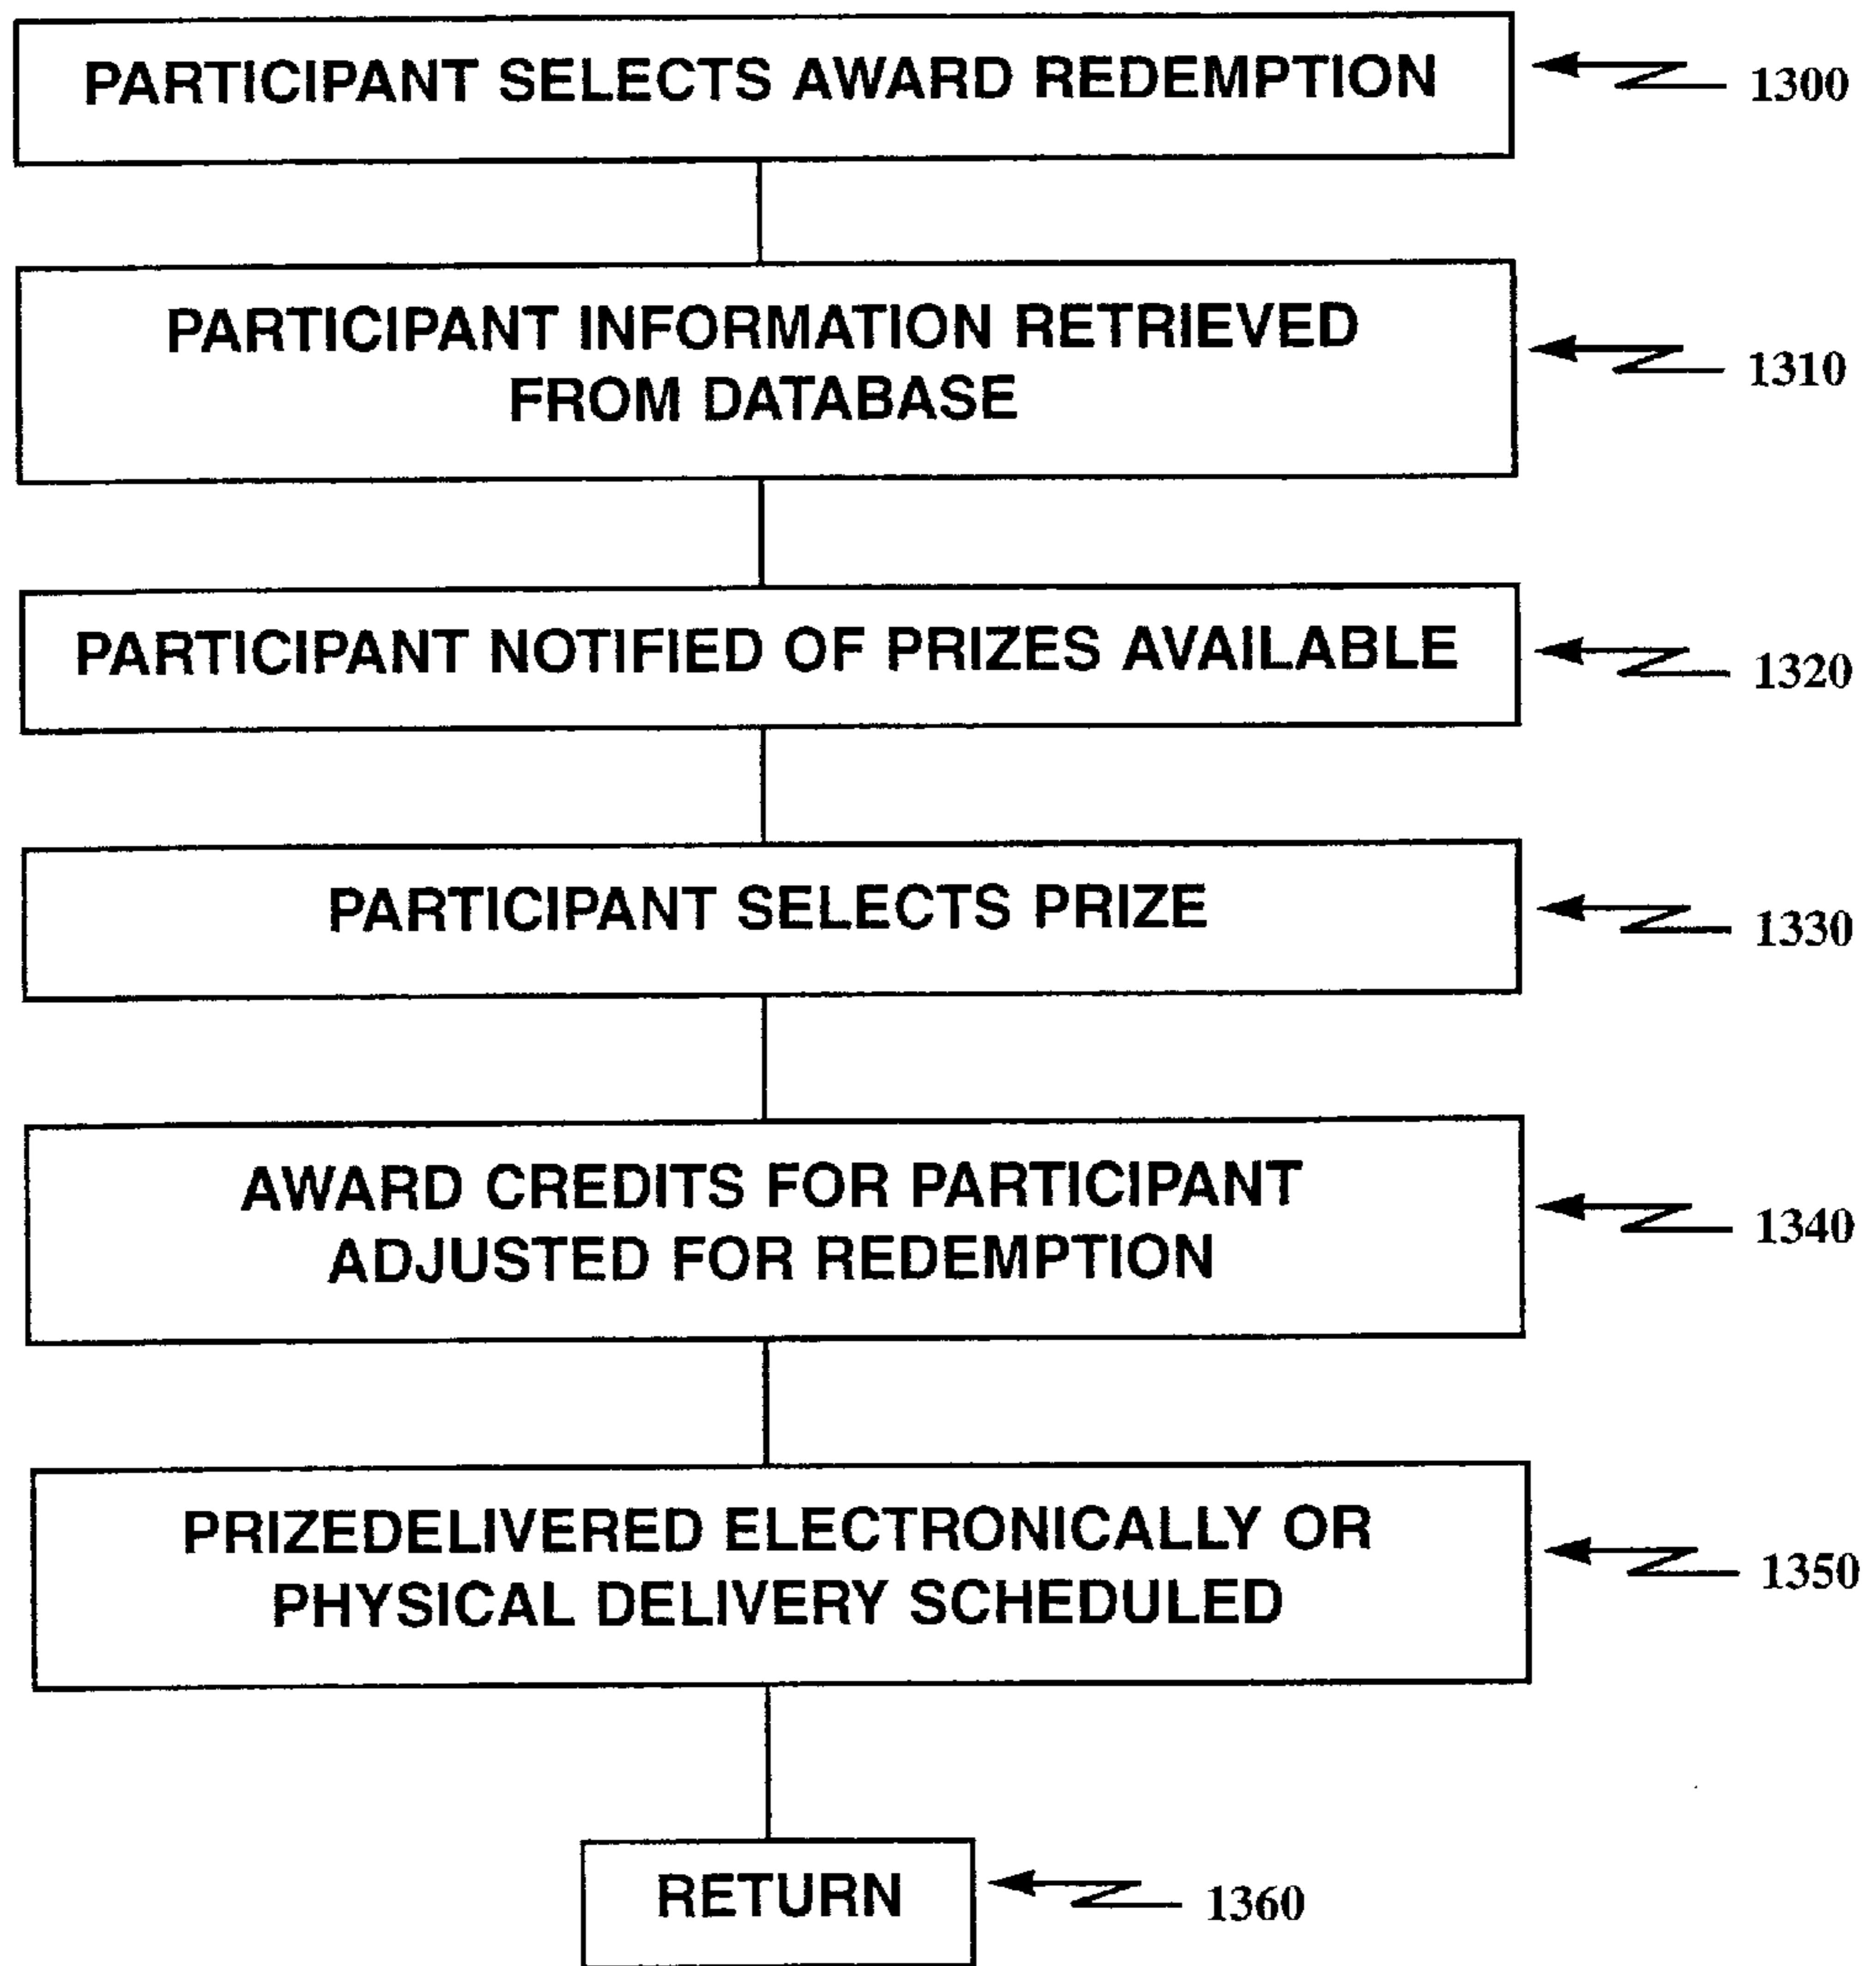 PARTICIPANT SELECTS AWARD REDEMPTION
1300
PARTICIPANT INFORMATION RETRIEVED
FROM DATABASE
1310
PARTICIPANT NOTIFIED OF PRIZES AVAILABLE
1320
PARTICIPANT SELECTS PRIZE
1330
AWARD CREDITS FOR PARTICIPANT
ADJUSTED FOR REDEMPTION
1340
PRIZEDELIVERED ELECTRONICALLY OR
PHYSICAL DELIVERY SCHEDULED
1350
RETURN
1360